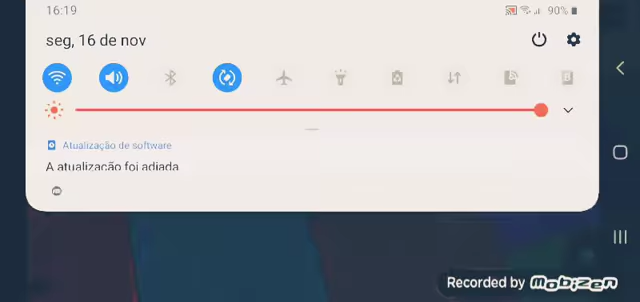 16:19
90%
seg, 16 de nov
Atualização de software
A atualização foi adiada
Recorded by Mobizen